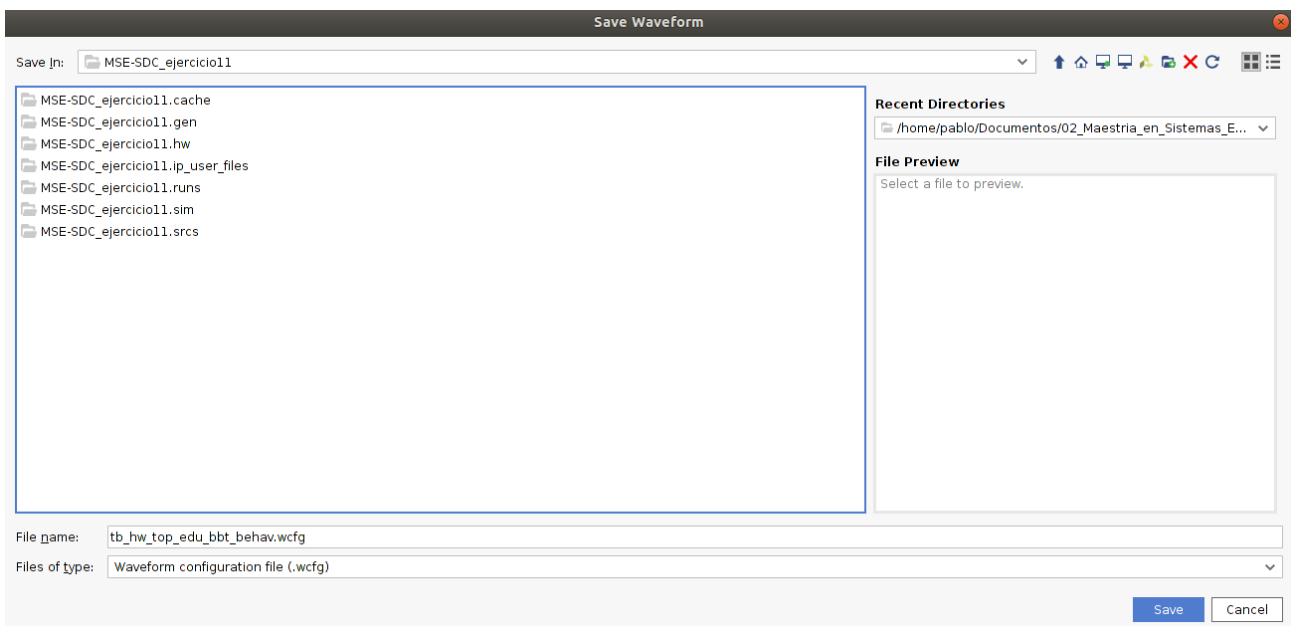 Save Waveform
Save In: MSE-SDC_ejercicio11
MSE-SDC_ejercicio11.cache
MSE-SDC_ejercicio11.gen
MSE-SDC_ejercicio11.hw
MSE-SDC_ejercicio11.ip_user_files
MSE-SDC_ejercicio11.runs
MSE-SDC_ejercicio11.sim
MSE-SDC_ejercicio11.srcs
Recent Directories
/home/pablo/Documentos/02_Maestria_en_Sistemas_E...
File Preview
Select a file to preview.
File name: tb_hw_top_edu_bbt_behav.wcfg
Files of type: Waveform configuration file (.wcfg)
Save Cancel